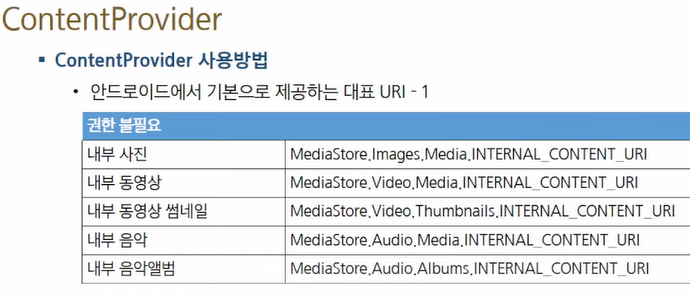 ContentProvider
▪ ContentProvider 사용방법
• 안드로이드에서 기본으로 제공하는 대표 URI - 1
권한 불필요
내부 사진 MediaStore.Images.Media.INTERNAL_CONTENT_URI
내부 동영상 MediaStore.Video.Media.INTERNAL_CONTENT_URI
내부 동영상 썸네일 MediaStore.Video.Thumbnails.INTERNAL_CONTENT_URI
내부 음악 MediaStore.Audio.Media.INTERNAL_CONTENT_URI
내부 음악앨범 MediaStore.Audio.Albums.INTERNAL_CONTENT_URI